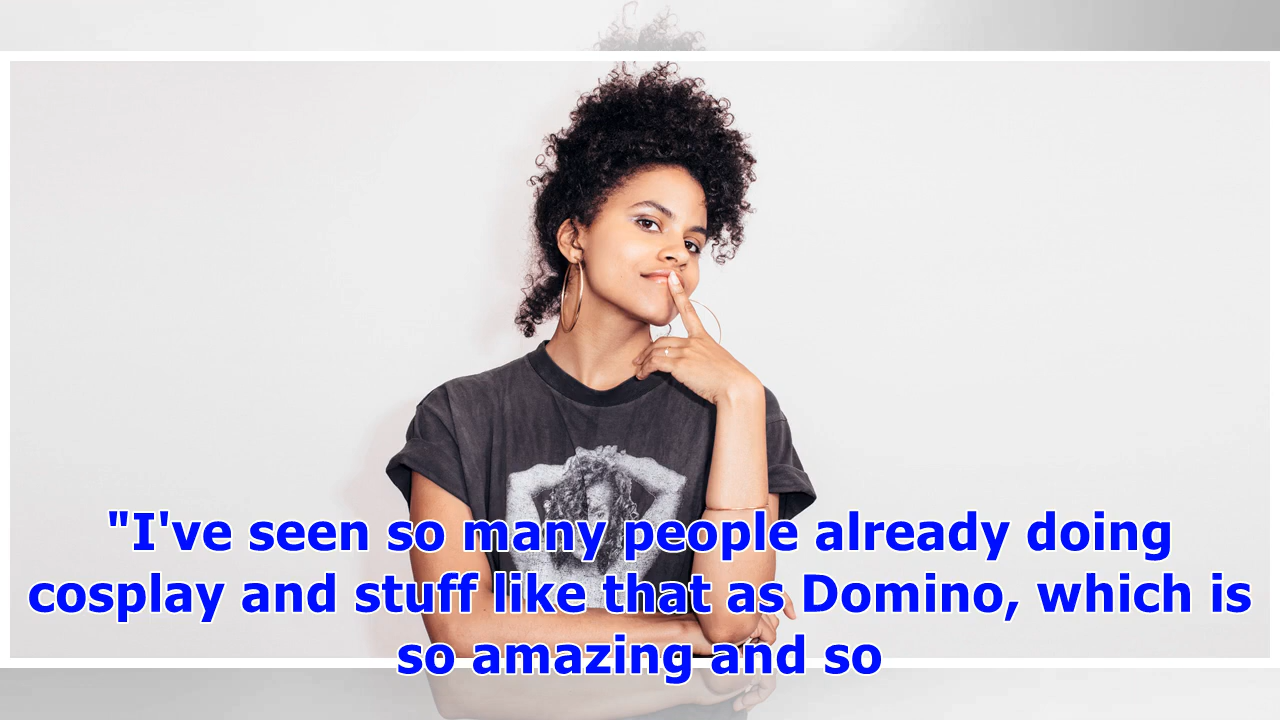 "I've seen so many people already doing
cosplay and stuff like that as Domino, which is
so amazing and so